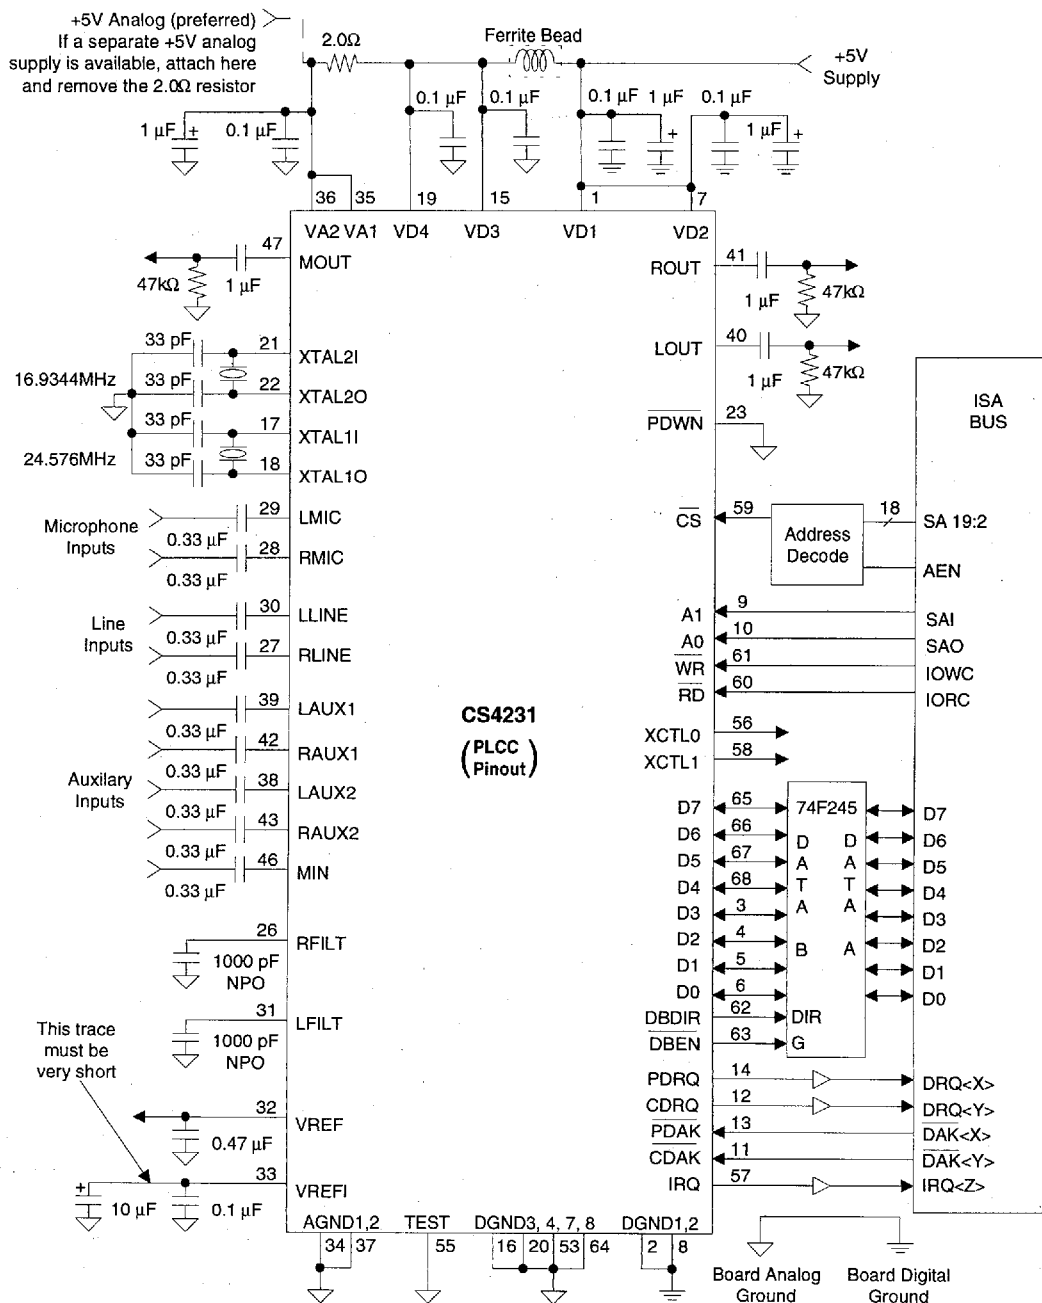 +5V Analog (preferred)
If a separate +5V analog
supply is available, attach here
and remove the 2.0Ω resistor
2.0Ω
Ferrite Bead
+5V
Supply
1 µF
+
0.1 µF
0.1 µF
0.1 µF
0.1 µF
1 µF
+
0.1 µF
1 µF
+
36
35
19
15
1
7
VA2
VA1
VD4
VD3
VD1
VD2
47
MOUT
47kΩ
1 µF
33 pF
21
XTAL2I
16.9344MHz
33 pF
22
XTAL2O
33 pF
17
XTAL1I
24.576MHz
33 pF
18
XTAL1O
Microphone
Inputs
29
LMIC
0.33 µF
28
RMIC
0.33 µF
Line
Inputs
30
LLINE
0.33 µF
27
RLINE
0.33 µF
39
LAUX1
0.33 µF
42
RAUX1
0.33 µF
Auxilary
Inputs
38
LAUX2
0.33 µF
43
RAUX2
0.33 µF
46
MIN
0.33 µF
26
RFILT
1000 pF
NPO
31
LFILT
1000 pF
NPO
This trace
must be
very short
32
VREF
0.47 µF
33
VREFI
+
10 µF
0.1 µF
CS4231
(PLCC
Pinout)
41
ROUT
1 µF
47kΩ
40
LOUT
1 µF
47kΩ
23
PDWN
ISA
BUS
59
CS
Address
Decode
18
SA 19:2
AEN
A1
9
SAI
A0
10
SAO
WR
61
IOWC
RD
60
IORC
XCTL0
56
XCTL1
58
74F245
D7
65
D7
D6
66
D6
D5
67
D5
D4
68
D4
D3
3
D3
D2
4
D2
D1
5
D1
D0
6
D0
D
A
T
A
B
D
A
T
A
A
DBDIR
62
DIR
DBEN
63
G
PDRQ
14
DRQ<X>
CDRQ
12
DRQ<Y>
PDAK
13
DAK<X>
CDAK
11
DAK<Y>
IRQ
57
IRQ<Z>
AGND1,2
TEST
DGND3, 4, 7, 8
DGND1,2
34
37
55
16
20
53
64
2
8
Board Analog
Ground
Board Digital
Ground